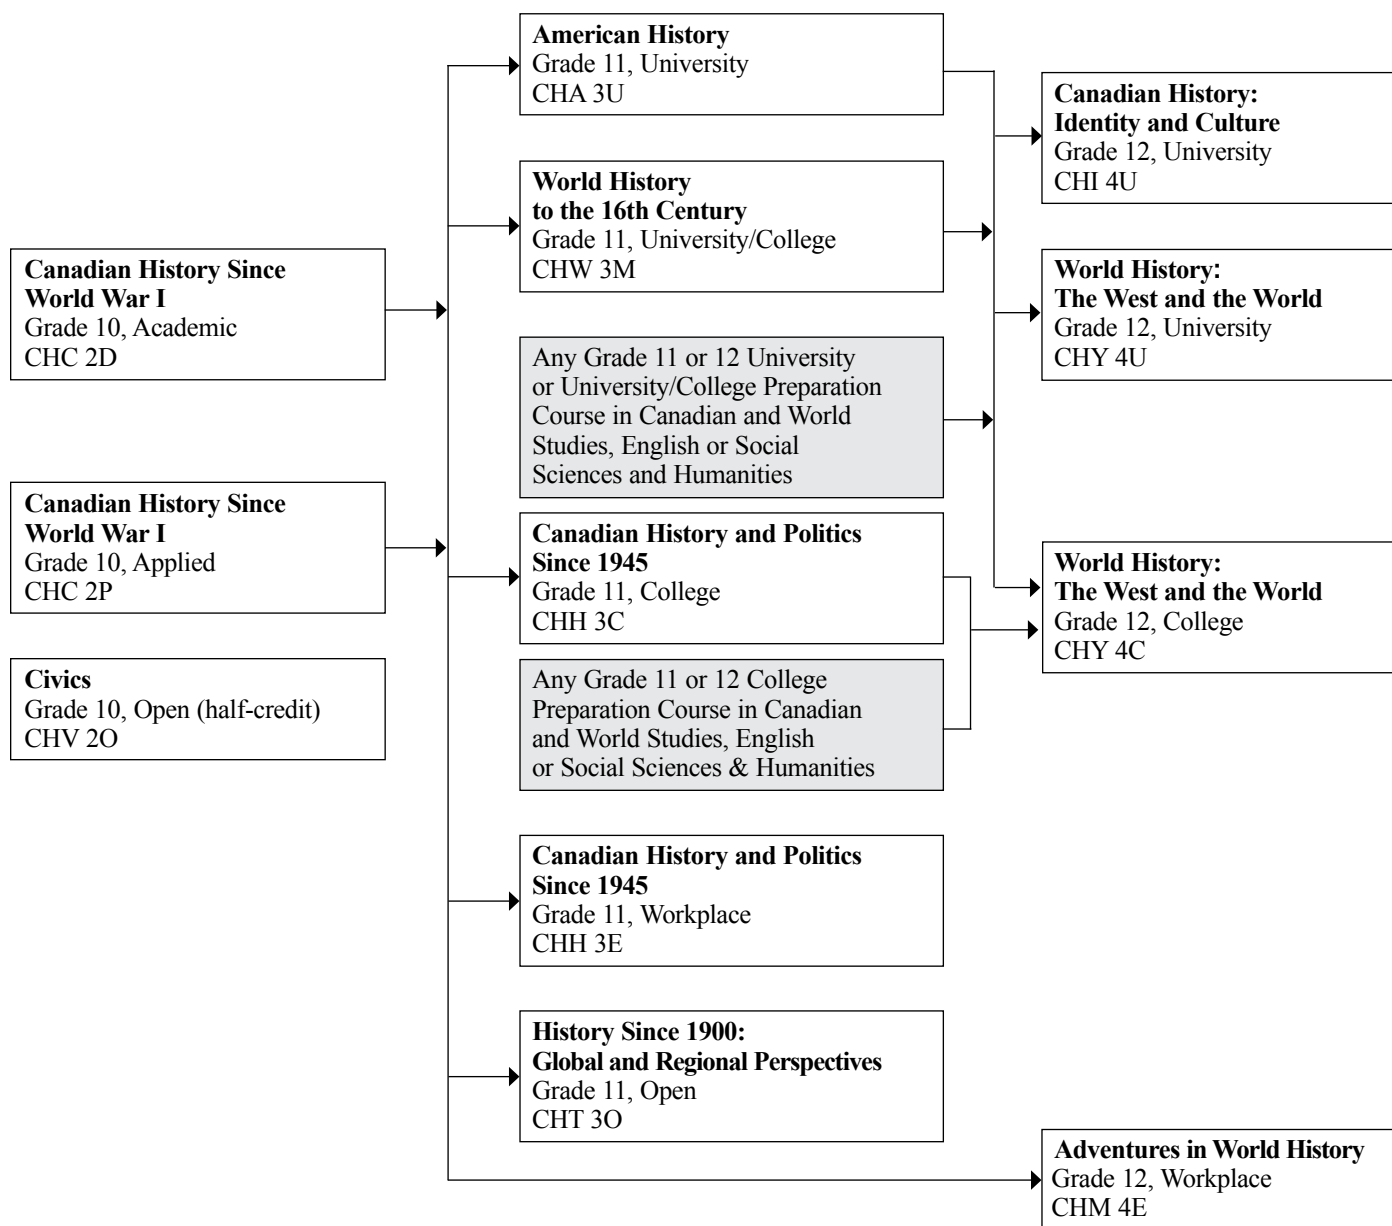 Canadian History Since
World War I
Grade 10, Academic
CHC 2D
Canadian History Since
World War I
Grade 10, Applied
CHC 2P
Civics
Grade 10, Open (half-credit)
CHV 2O
American History
Grade 11, University
CHA 3U
World History
to the 16th Century
Grade 11, University/College
CHW 3M
Any Grade 11 or 12 University
or University/College Preparation
Course in Canadian and World
Studies, English or Social
Sciences and Humanities
Canadian History and Politics
Since 1945
Grade 11, College
CHH 3C
Any Grade 11 or 12 College
Preparation Course in Canadian
and World Studies, English
or Social Sciences & Humanities
Canadian History and Politics
Since 1945
Grade 11, Workplace
CHH 3E
History Since 1900:
Global and Regional Perspectives
Grade 11, Open
CHT 3O
Canadian History:
Identity and Culture
Grade 12, University
CHI 4U
World History:
The West and the World
Grade 12, University
CHY 4U
World History:
The West and the World
Grade 12, College
CHY 4C
Adventures in World History
Grade 12, Workplace
CHM 4E